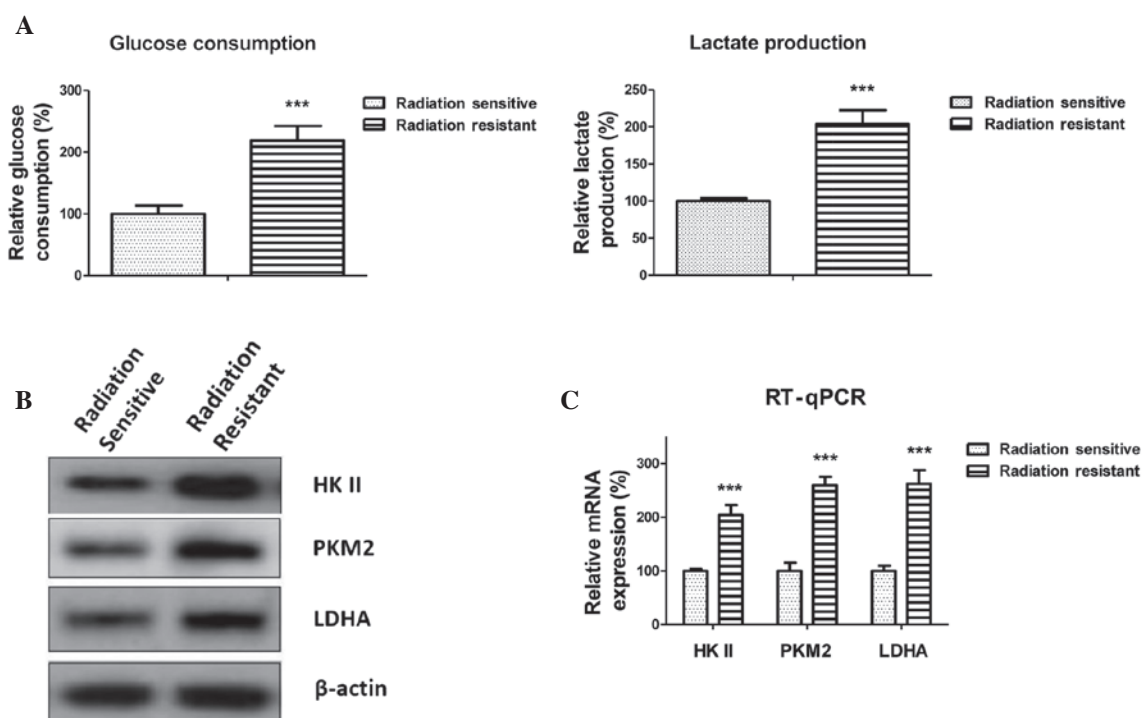 A
Glucose consumption
Relative glucose
consumption (%)
300
200
100
0
***
Radiation sensitive
Radiation resistant
Lactate production
Relative lactate
production (%)
250
200
150
100
50
0
***
Radiation sensitive
Radiation resistant
B
Radiation
Sensitive
Radiation
Resistant
HK II
PKM2
LDHA
β-actin
C
RT-qPCR
Relative mRNA
expression (%)
300
200
100
0
***
***
***
Radiation sensitive
Radiation resistant
HK II PKM2 LDHA